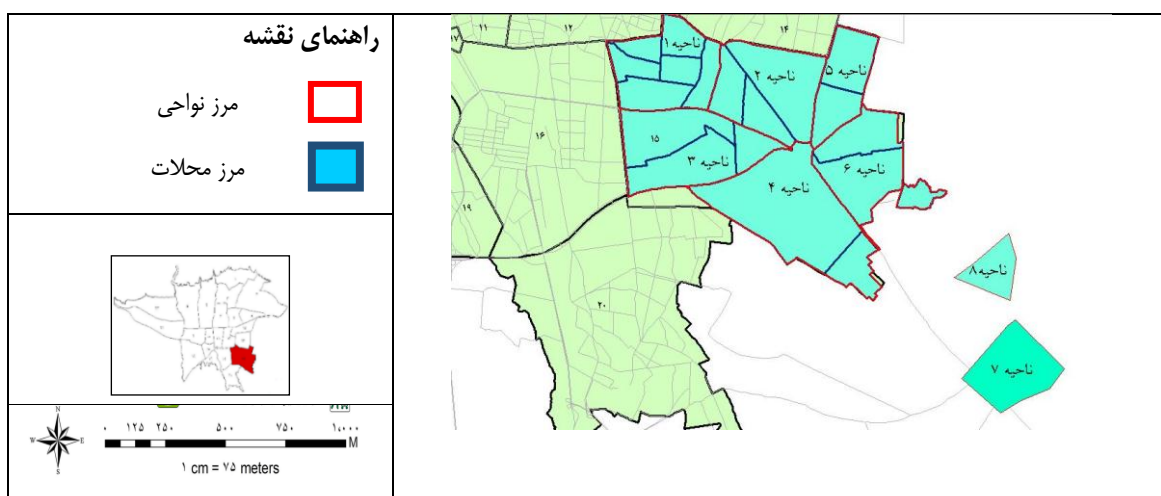 راهنمای نقشه
مرز نواحی
مرز محلات
N
W E
S
۰ ۱۲۵ ۲۵۰ ۵۰۰ ۷۵۰ ۱,۰۰۰
M
۱ cm = ۷۵ meters
۱۱
۱۲
۱۴
۱۷
ناحیه ۱
ناحیه ۲
ناحیه ۵
۱۶
۱۵
ناحیه ۳
ناحیه ۴
ناحیه ۶
۱۹
ناحیه۸
۲۰
ناحیه ۷